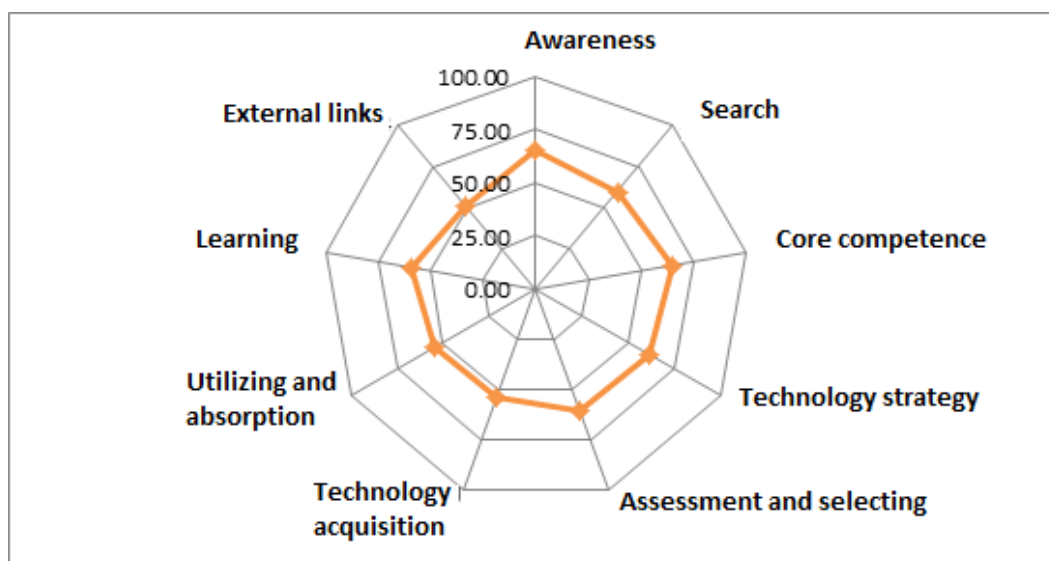 Awareness
100.00
External links
Search
75.00
50.00
Learning
25.00
Core competence
0.00
Utilizing and
absorption
Technology strategy
Technology
acquisition
Assessment and selecting